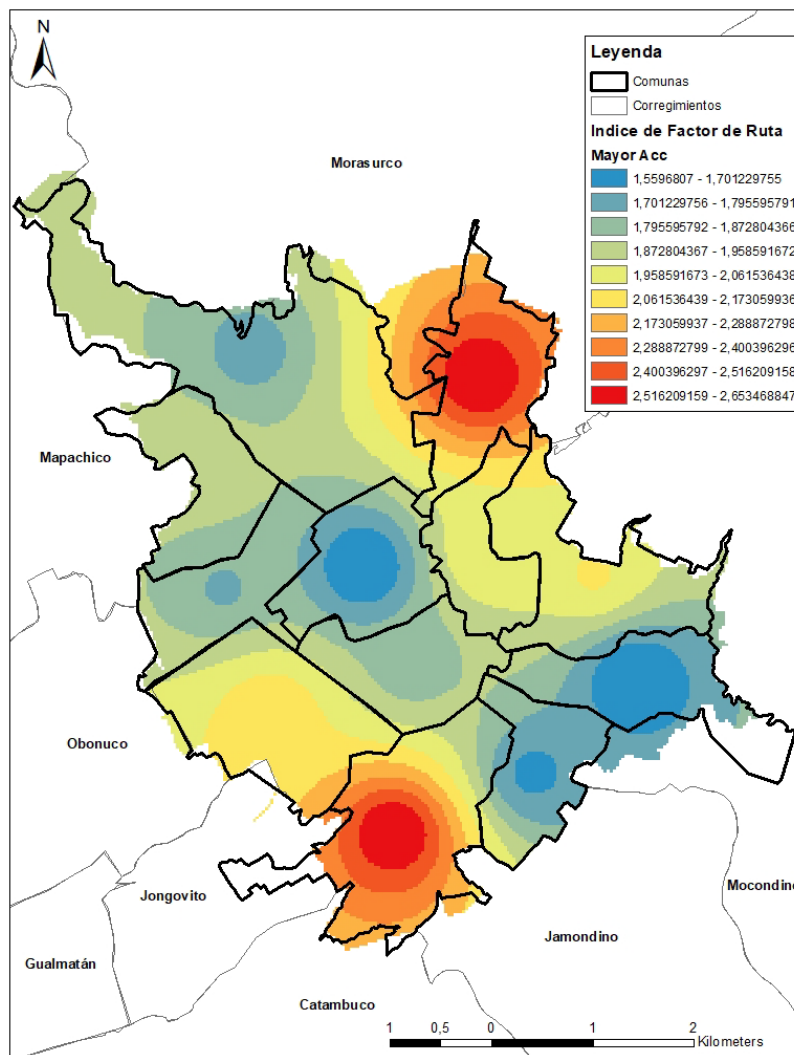 N
Leyenda
Comunas
Corregimientos
Indice de Factor de Ruta
Mayor Acc
1,5596807 - 1,701229755
1,701229756 - 1,795595791
1,795595792 - 1,872804366
1,872804367 - 1,958591672
1,958591673 - 2,061536438
2,061536439 - 2,173059936
2,173059937 - 2,288872798
2,288872799 - 2,400396296
2,400396297 - 2,516209158
2,516209159 - 2,653468847
Morasurco
Mapachico
Obonuco
Jongovito
Mocondino
Gualmatán
Jamondino
Catambuco
1 0,5 0 1 2
Kilometers